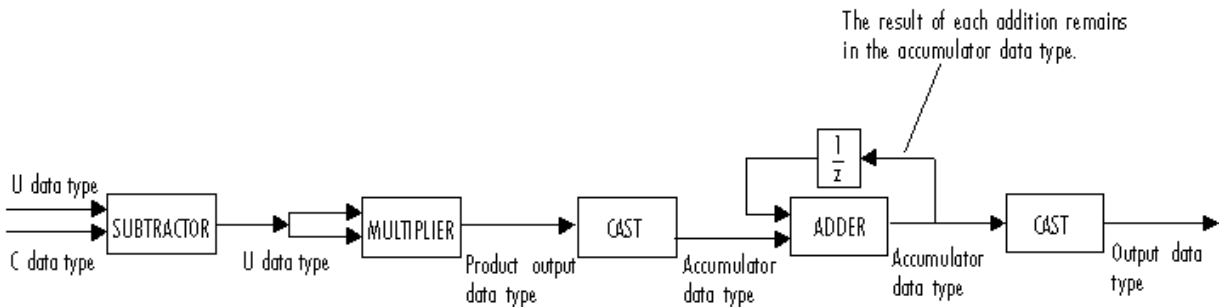 The result of each addition remains
in the accumulator data type.
1
z
U data type
C data type
SUBTRACTOR
U data type
MULTIPLIER
Product output
data type
CAST
Accumulator
data type
ADDER
Accumulator
data type
CAST
Output data
type